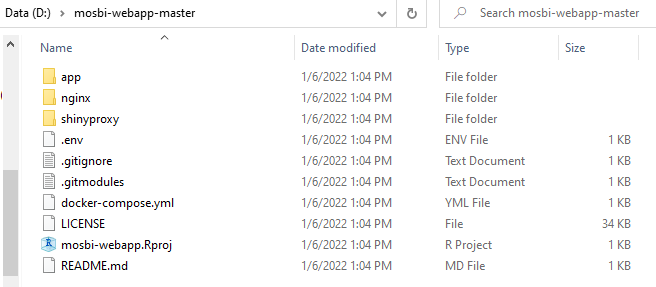 Data (D:) > mosbi-webapp-master Search mosbi-webapp-master
Name Date modified Type Size
app 1/6/2022 1:04 PM File folder
nginx 1/6/2022 1:04 PM File folder
shinyproxy 1/6/2022 1:04 PM File folder
.env 1/6/2022 1:04 PM ENV File 1 KB
.gitignore 1/6/2022 1:04 PM Text Document 1 KB
.gitmodules 1/6/2022 1:04 PM Text Document 1 KB
docker-compose.yml 1/6/2022 1:04 PM YML File 1 KB
LICENSE 1/6/2022 1:04 PM File 34 KB
mosbi-webapp.Rproj 1/6/2022 1:04 PM R Project 1 KB
README.md 1/6/2022 1:04 PM MD File 1 KB